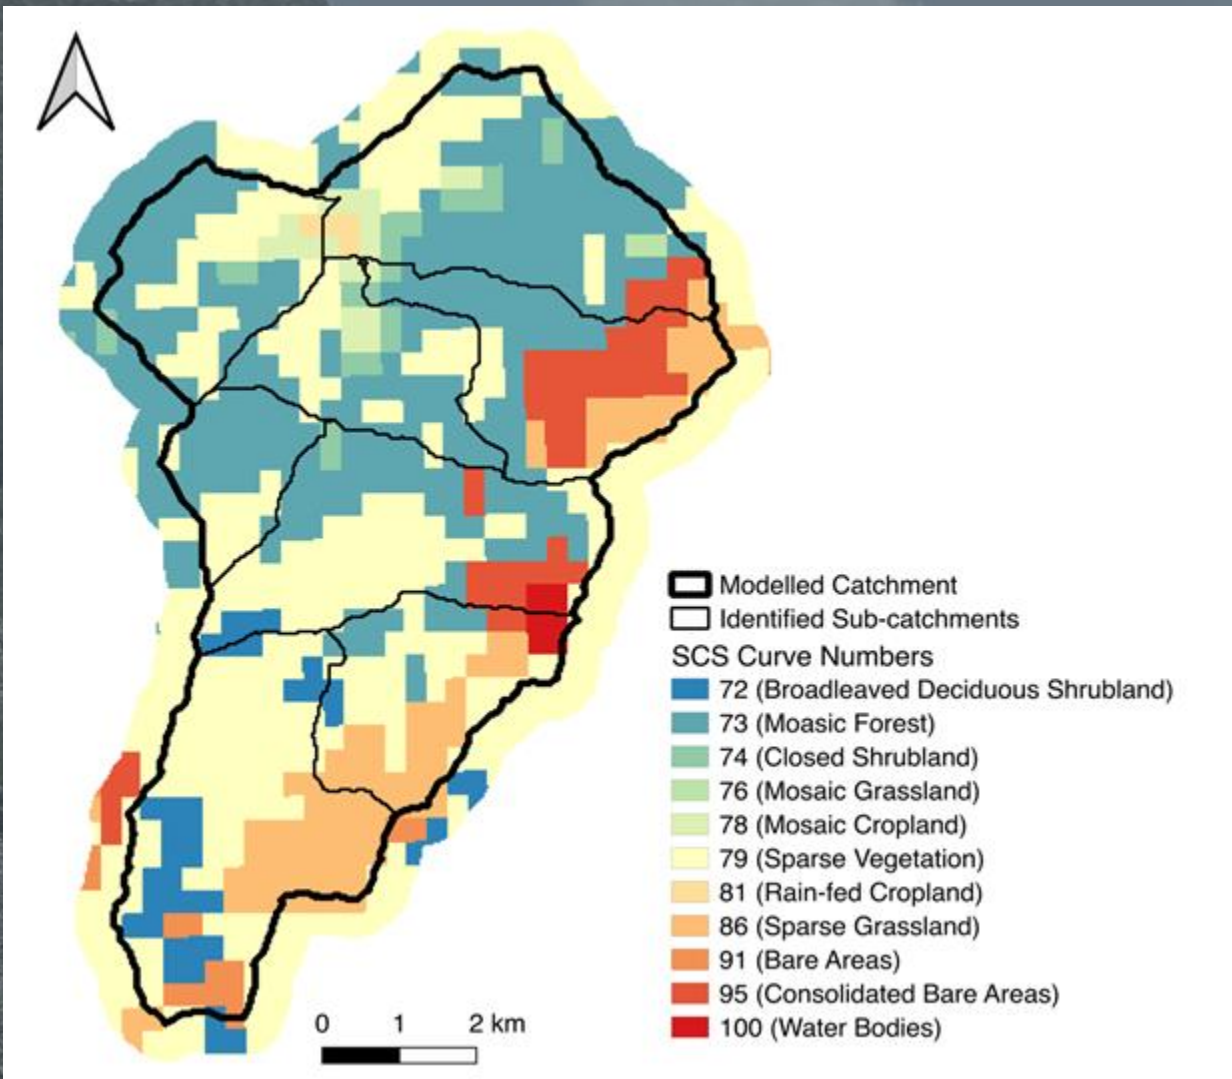 Modelled Catchment
Identified Sub-catchments
SCS Curve Numbers
72 (Broadleaved Deciduous Shrubland)
73 (Moasic Forest)
74 (Closed Shrubland)
76 (Mosaic Grassland)
78 (Mosaic Cropland)
79 (Sparse Vegetation)
81 (Rain-fed Cropland)
86 (Sparse Grassland)
91 (Bare Areas)
95 (Consolidated Bare Areas)
100 (Water Bodies)
0 1 2 km